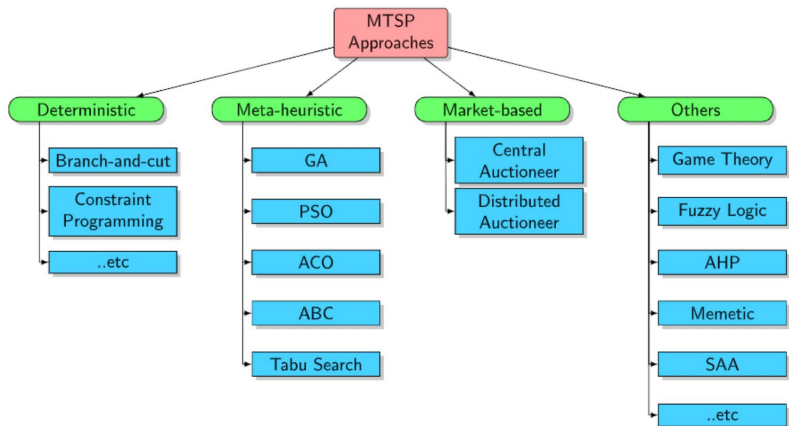 MTSP
Approaches
Deterministic
Branch-and-cut
Constraint
Programming
..etc
Meta-heuristic
GA
PSO
ACO
ABC
Tabu Search
Market-based
Central
Auctioneer
Distributed
Auctioneer
Others
Game Theory
Fuzzy Logic
AHP
Memetic
SAA
..etc